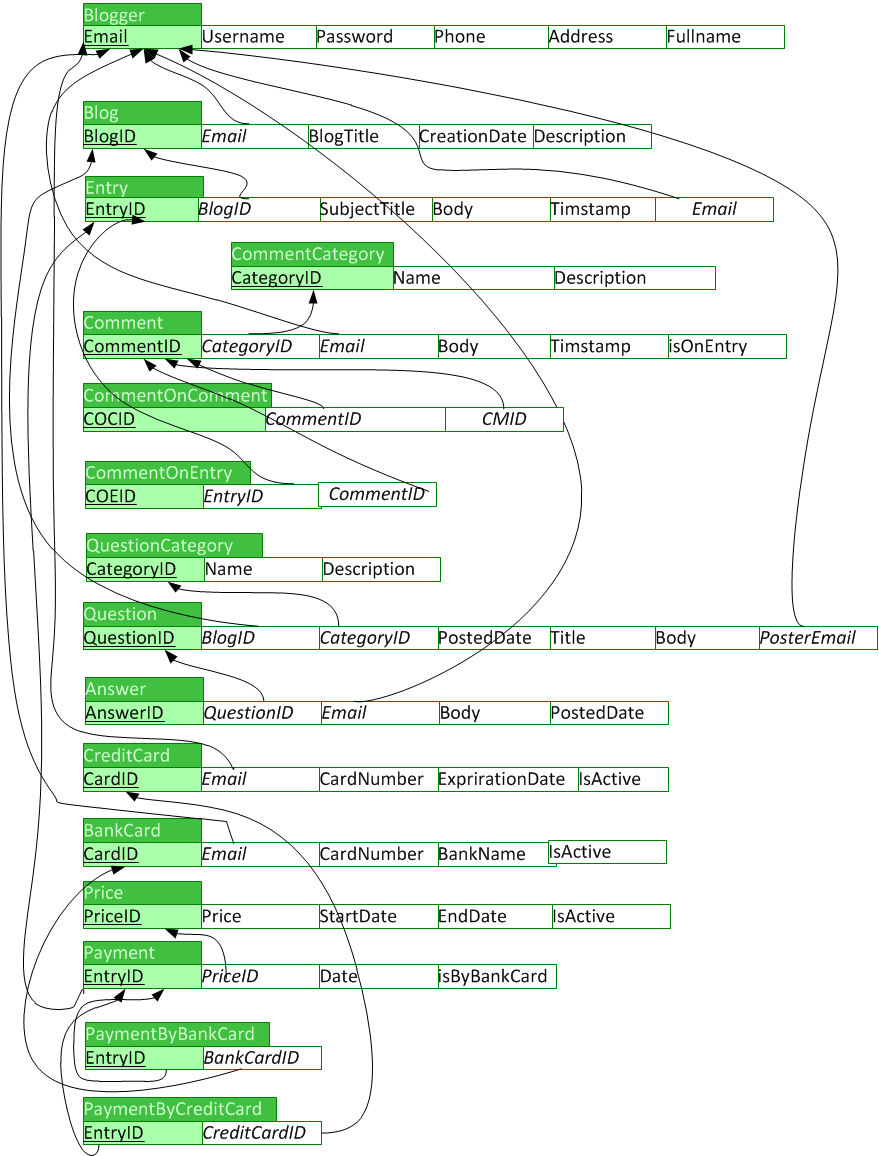 Blogger
Email Username Password Phone Address Fullname
Blog
BlogID Email BlogTitle CreationDate Description
Entry
EntryID BlogID SubjectTitle Body Timstamp Email
CommentCategory
CategoryID Name Description
Comment
CommentID CategoryID Email Body Timstamp isOnEntry
CommentOnComment
COCID CommentID CMID
CommentOnEntry
COEID EntryID CommentID
QuestionCategory
CategoryID Name Description
Question
QuestionID BlogID CategoryID PostedDate Title Body PosterEmail
Answer
AnswerID QuestionID Email Body PostedDate
CreditCard
CardID Email CardNumber ExprirationDate IsActive
BankCard
CardID Email CardNumber BankName IsActive
Price
PriceID Price StartDate EndDate IsActive
Payment
EntryID PriceID Date isByBankCard
PaymentByBankCard
EntryID BankCardID
PaymentByCreditCard
EntryID CreditCardID